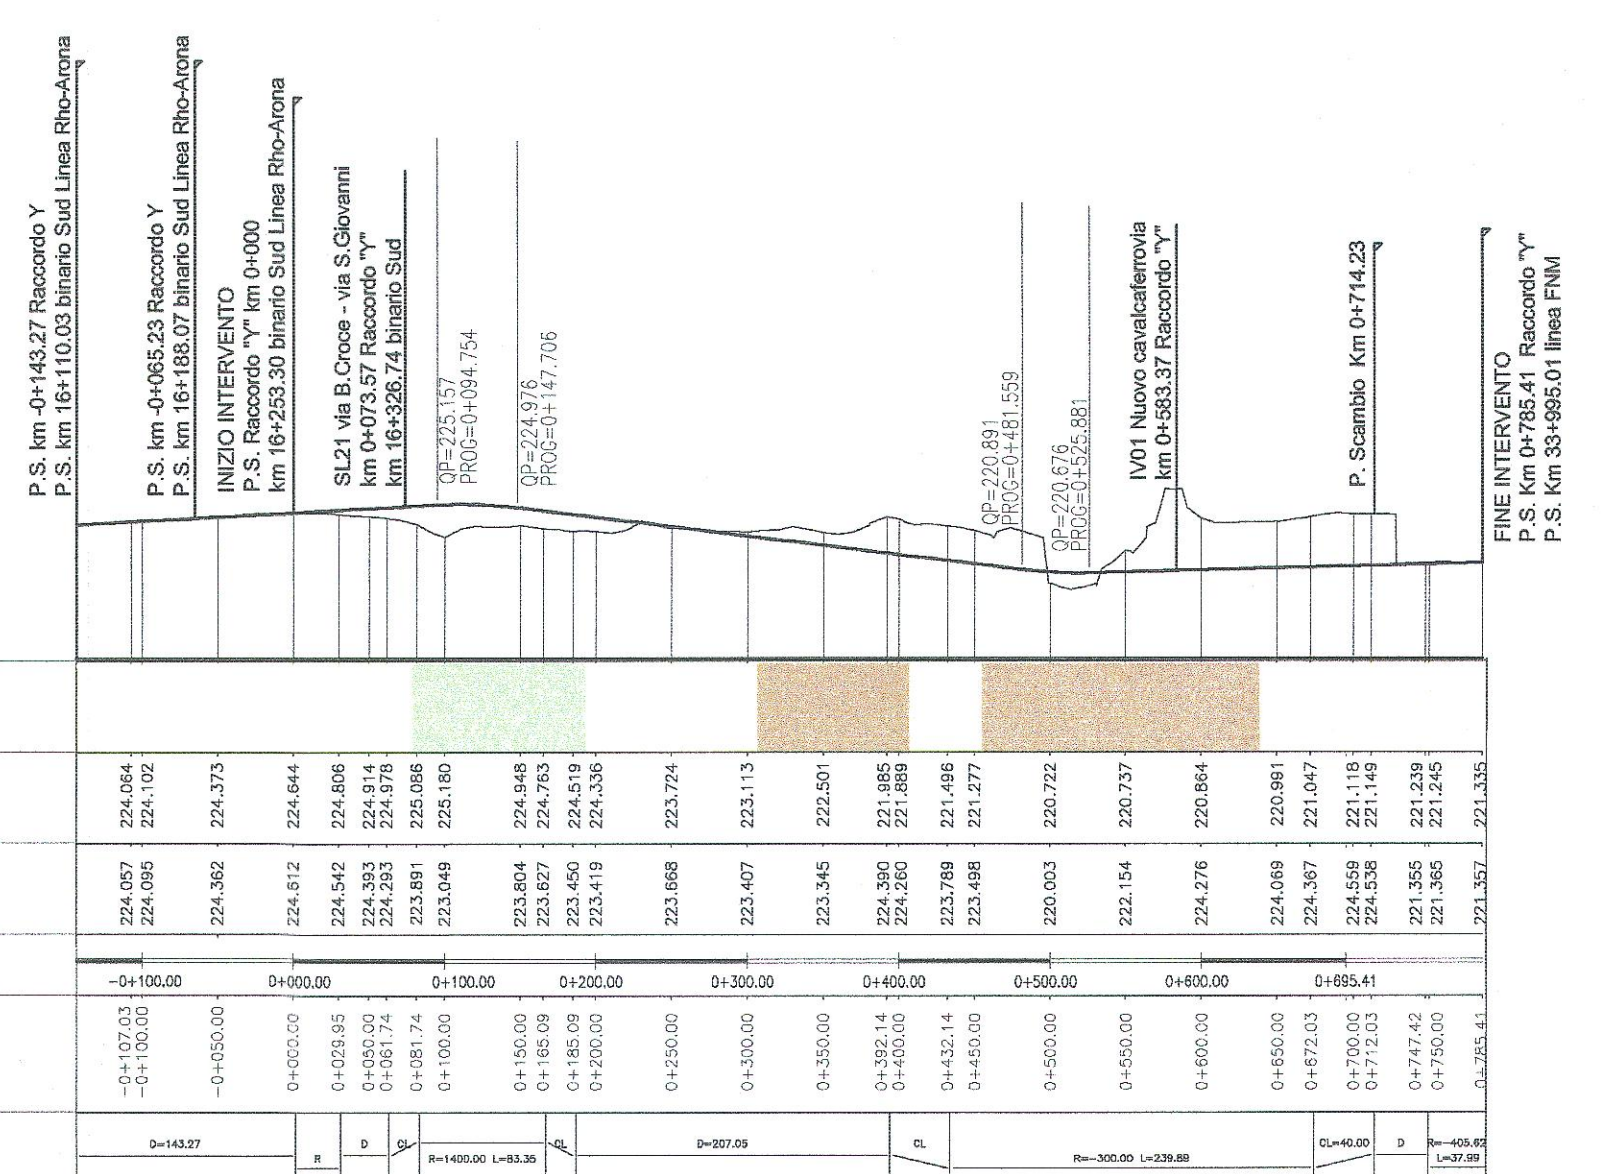 P.S. km -0+143.27 Raccordo Y
P.S. km 16+110.03 binario Sud Linea Rho-Arona
P.S. km -0+065.23 Raccordo Y
P.S. km 16+188.07 binario Sud Linea Rho-Arona
INIZIO INTERVENTO
P.S. Raccordo "Y" km 0+000
km 16+253.30 binario Sud Linea Rho-Arona
SL21 via B.Croce - via S.Giovanni
km 0+073.57 Raccordo "Y"
km 16+326.74 binario Sud
QP=225.157
PROG=0+094.754
QP=224.976
PROG=0+147.706
QP=220.891
PROG=0+481.559
QP=220.676
PROG=0+525.881
IV01 Nuovo cavalcaferrovia
km 0+583.37 Raccordo "Y"
P. Scambio Km 0+714.23
FINE INTERVENTO
P.S. Km 0+785.41 Raccordo "Y"
P.S. Km 33+995.01 linea FNM
224.064 224.102 224.373 224.644 224.806 224.914 224.978 225.086 225.180 224.948 224.763 224.519 224.336 223.724 223.113 222.501 221.985 221.889 221.496 221.277 220.722 220.737 220.864 220.991 221.047 221.118 221.149 221.239 221.245 221.335
224.057 224.095 224.362 224.612 224.542 224.393 224.293 223.891 223.049 223.804 223.627 223.450 223.419 223.668 223.407 223.345 224.390 224.260 223.789 223.498 220.003 222.154 224.276 224.069 224.367 224.559 224.538 221.355 221.365 221.357
-0+100.00 0+000.00 0+100.00 0+200.00 0+300.00 0+400.00 0+500.00 0+600.00 0+695.41
-0+107.03 -0+100.00 -0+050.00 0+000.00 0+029.95 0+050.00 0+061.74 0+081.74 0+100.00 0+150.00 0+165.09 0+185.09 0+200.00 0+250.00 0+300.00 0+350.00 0+392.14 0+400.00 0+432.14 0+450.00 0+500.00 0+550.00 0+600.00 0+650.00 0+672.03 0+700.00 0+712.03 0+747.42 0+750.00 0+785.41
D=143.27 D CL CL D=207.05 CL CL=40.00 D R=-405.62
R R=1400.00 L=83.35 R=-300.00 L=239.89 L=37.99